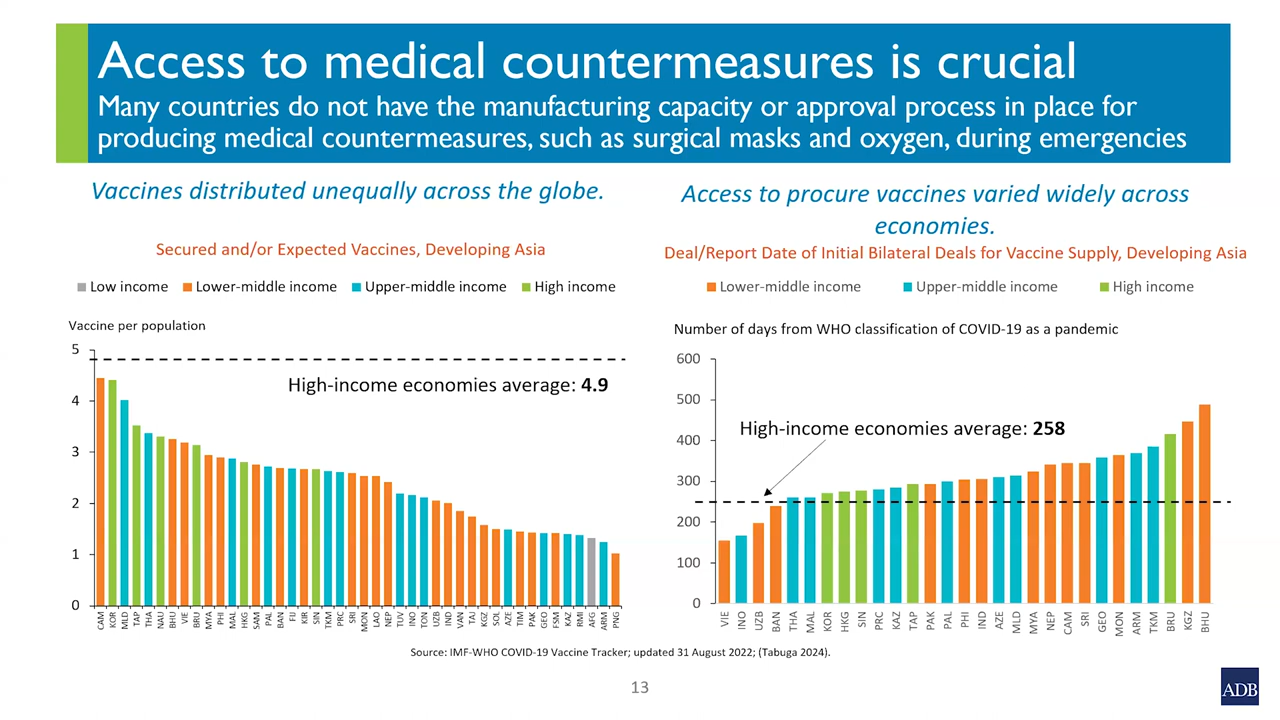 Access to medical countermeasures is crucial
Many countries do not have the manufacturing capacity or approval process in place for
producing medical countermeasures, such as surgical masks and oxygen, during emergencies
Vaccines distributed unequally across the globe.
Secured and/or Expected Vaccines, Developing Asia
Low income Lower-middle income Upper-middle income High income
Vaccine per population
5
High-income economies average: 4.9
4
3
2
1
0
CAM KOR MLD TAP THA NAU BHU VIE BRU MYA PHI MAL HKG SAM PAL BAN FIJ KIR SIN TKM PRC SRI MON LAO NEP TUV INO TON UZB IND VAN TAJ KGZ SOL AZE TIM PAK GEO FSM KAZ RMI AFG ARM PNG
Access to procure vaccines varied widely across
economies.
Deal/Report Date of Initial Bilateral Deals for Vaccine Supply, Developing Asia
Lower-middle income Upper-middle income High income
Number of days from WHO classification of COVID-19 as a pandemic
600
500
400
High-income economies average: 258
300
200
100
0
VIE INO UZB BAN THA MAL KOR HKG SIN PRC KAZ TAP PAK PAL PHI IND AZE MLD MYA NEP CAM SRI GEO MON ARM TKM BRU KGZ BHU
Source: IMF-WHO COVID-19 Vaccine Tracker; updated 31 August 2022; (Tabuga 2024).
13
ADB